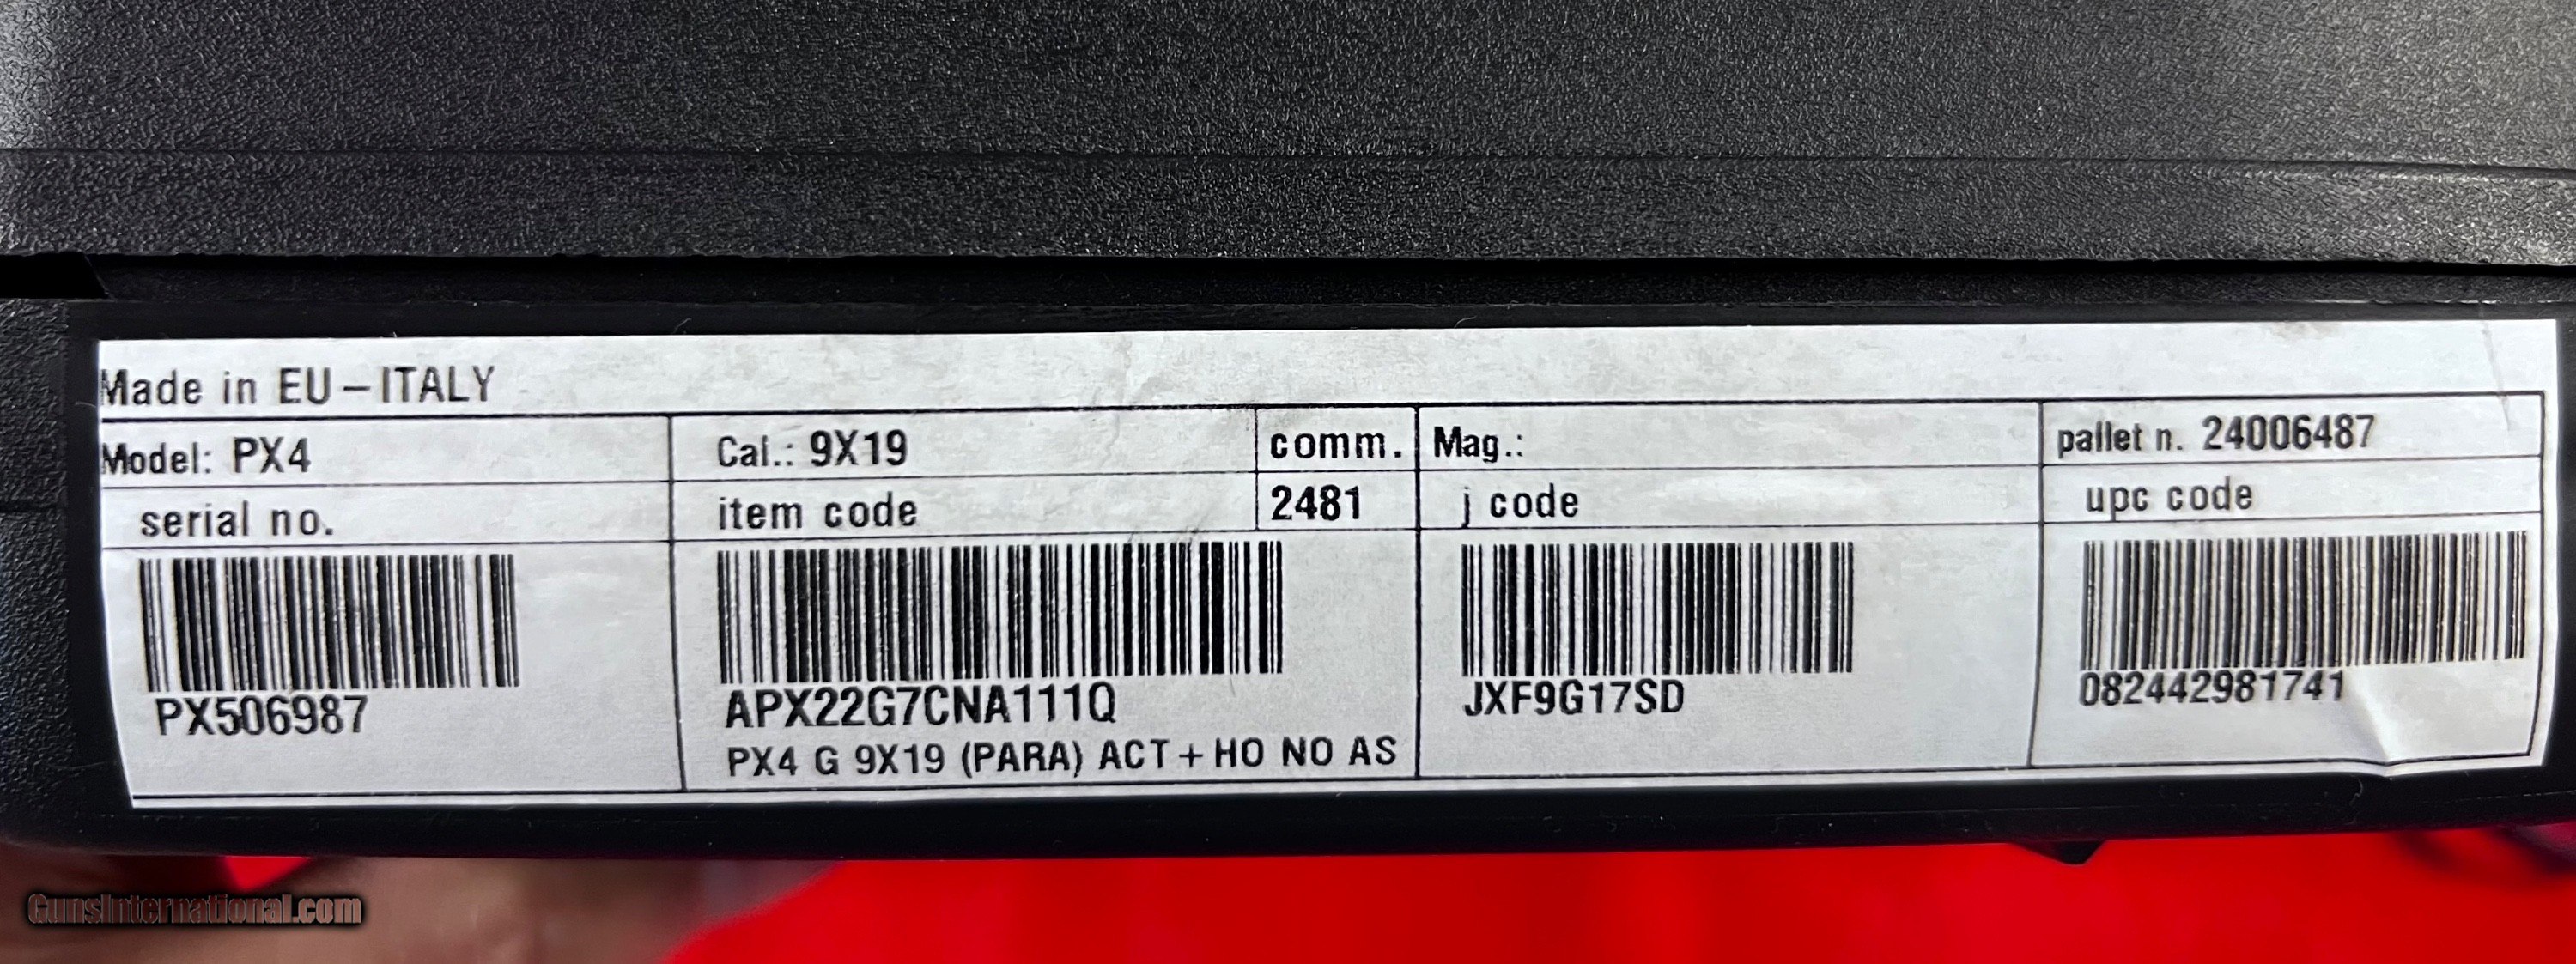 Made in EU – ITALY
Model: PX4
Cal.: 9X19
comm.
Mag.:
pallet n. 24006487
serial no.
item code
2481
j code
upc code
PX506987
APX22G7CNA111Q
JXF9G17SD
082442981741
PX4 G 9X19 (PARA) ACT+HO NO AS
GunsInternational.com